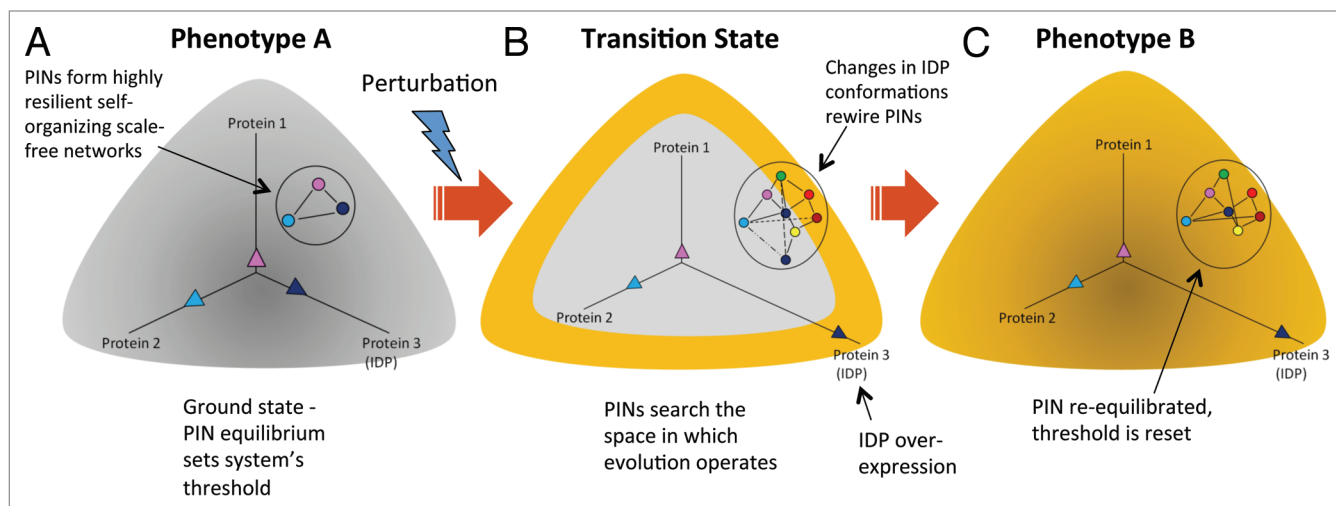 A
Phenotype A
PINs form highly
resilient self-
organizing scale-
free networks
Protein 1
Protein 2
Protein 3
(IDP)
Ground state -
PIN equilibrium
sets system's
threshold
Perturbation
B
Transition State
Changes in IDP
conformations
rewire PINs
Protein 1
Protein 2
Protein 3
(IDP)
PINs search the
space in which
evolution operates
IDP over-
expression
C
Phenotype B
Protein 1
Protein 2
Protein 3
(IDP)
PIN re-equilibrated,
threshold is reset